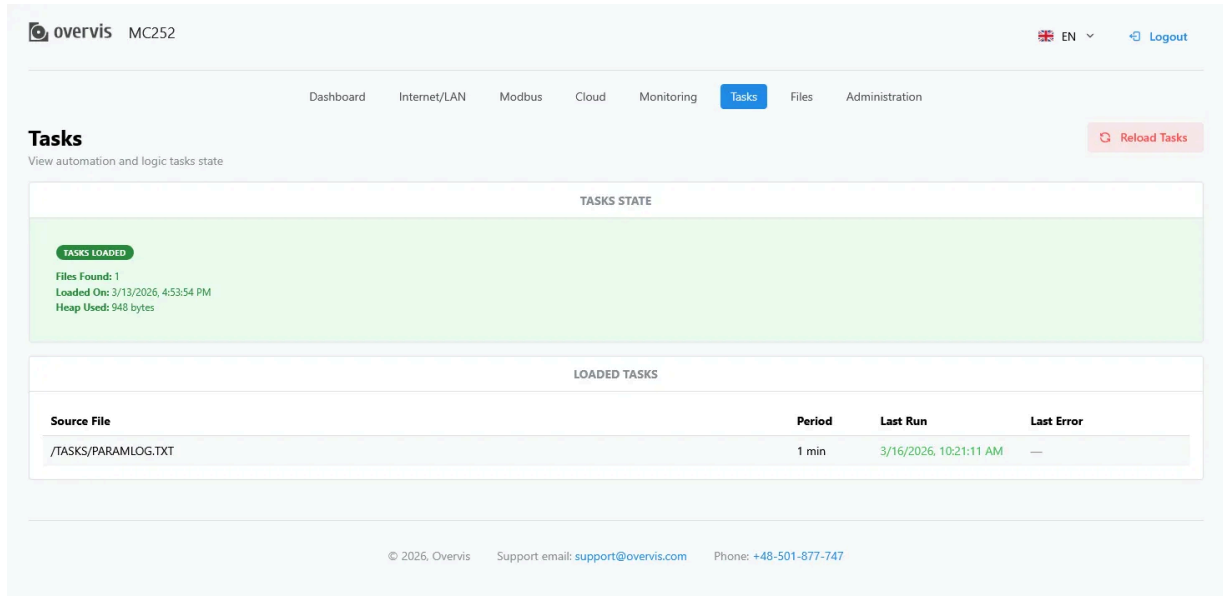 overvis MC252
EN Logout
Dashboard Internet/LAN Modbus Cloud Monitoring Tasks Files Administration
Tasks
Reload Tasks
View automation and logic tasks state
TASKS STATE
TASKS LOADED
Files Found: 1
Loaded On: 3/13/2026, 4:53:54 PM
Heap Used: 948 bytes
LOADED TASKS
Source File Period Last Run Last Error
/TASKS/PARAMLOG.TXT 1 min 3/16/2026, 10:21:11 AM —
© 2026, Overvis Support email: support@overvis.com Phone: +48-501-877-747